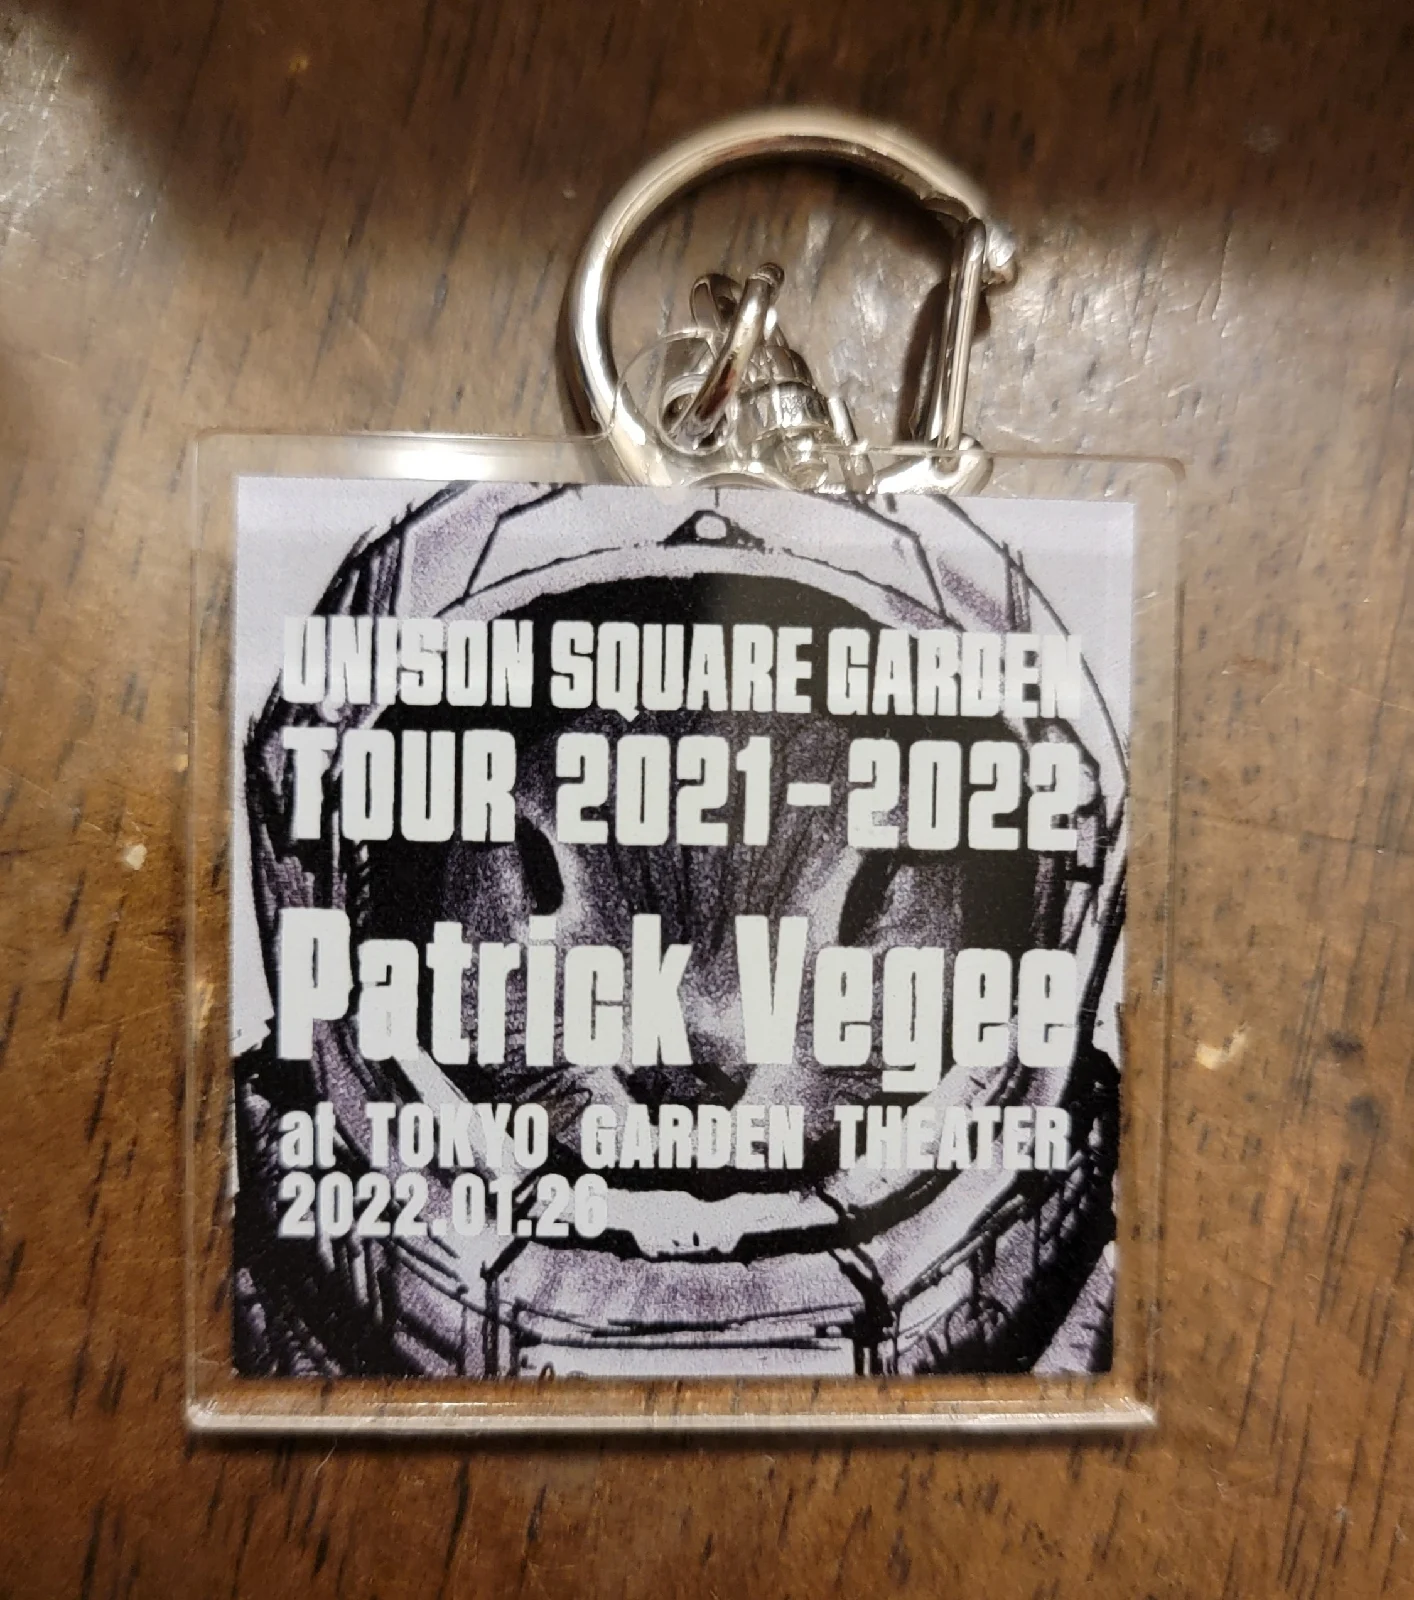 UNISON SQUARE GARDEN
TOUR 2021-2022
Patrick Vegee
at TOKYO GARDEN THEATER
2022.01.26